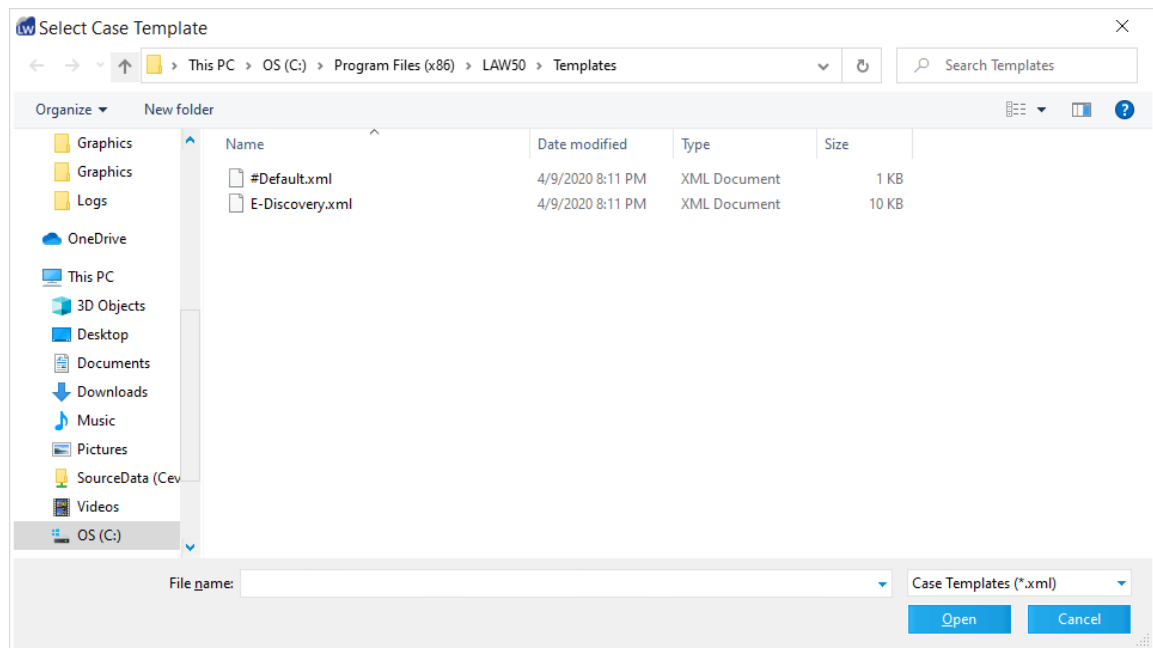 LW Select Case Template
This PC > OS (C:) > Program Files (x86) > LAW50 > Templates
Search Templates
Organize New folder
?
Name Date modified Type Size
#Default.xml 4/9/2020 8:11 PM XML Document 1 KB
E-Discovery.xml 4/9/2020 8:11 PM XML Document 10 KB
Graphics
Graphics
Logs
OneDrive
This PC
3D Objects
Desktop
Documents
Downloads
Music
Pictures
SourceData (Cev
Videos
OS (C:)
File name:
Case Templates (*.xml)
Open Cancel